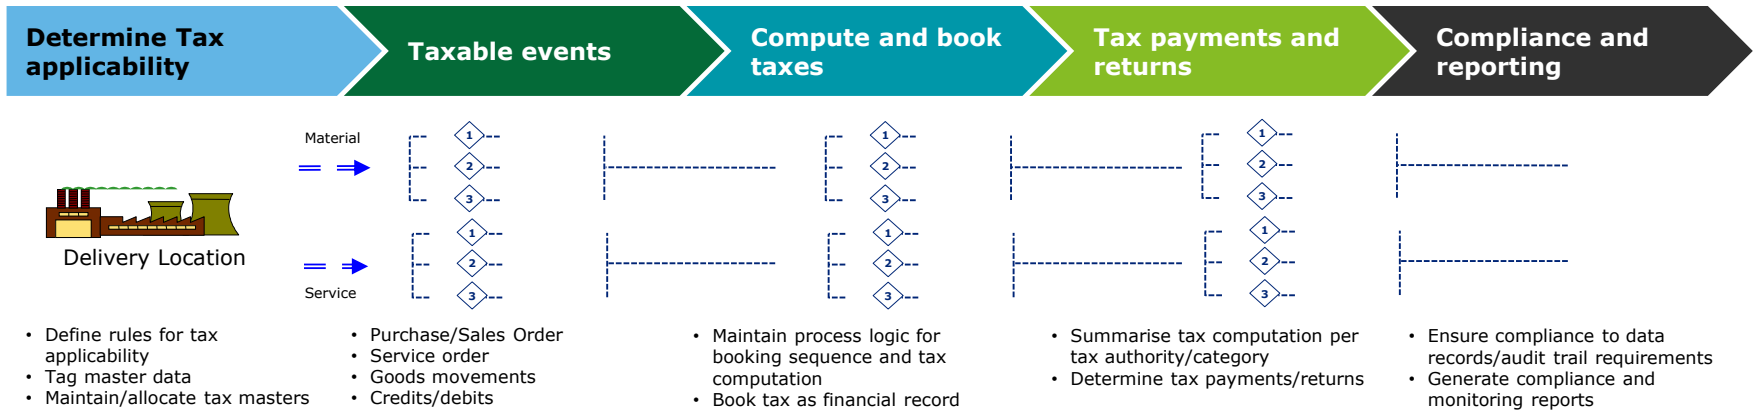 Determine Tax
applicability
Taxable events
Compute and book
taxes
Tax payments and
returns
Compliance and
reporting
Material
1
2
3
1
2
3
1
2
3
Delivery Location
Service
1
2
3
1
2
3
1
2
3
• Define rules for tax
applicability
• Tag master data
• Maintain/allocate tax masters
• Purchase/Sales Order
• Service order
• Goods movements
• Credits/debits
• Maintain process logic for
booking sequence and tax
computation
• Book tax as financial record
• Summarise tax computation per
tax authority/category
• Determine tax payments/returns
• Ensure compliance to data
records/audit trail requirements
• Generate compliance and
monitoring reports